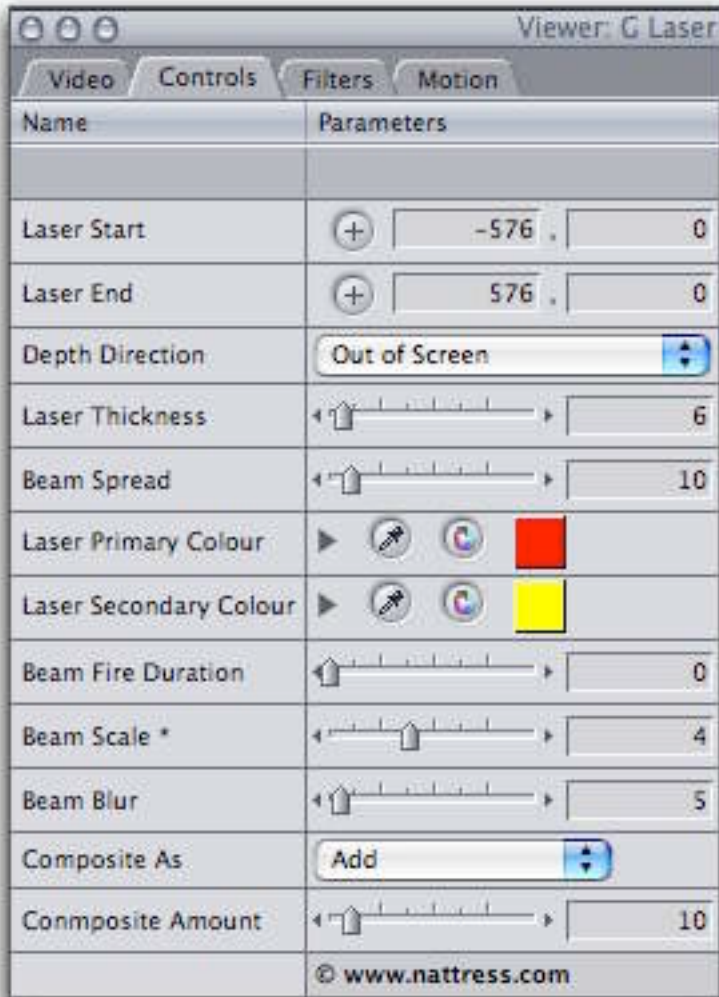 Viewer: G Laser
Video Controls Filters Motion
Name Parameters
Laser Start -576 , 0
Laser End 576 , 0
Depth Direction Out of Screen
Laser Thickness 6
Beam Spread 10
Laser Primary Colour
Laser Secondary Colour
Beam Fire Duration 0
Beam Scale * 4
Beam Blur 5
Composite As Add
Conmposite Amount 10
© www.nattress.com